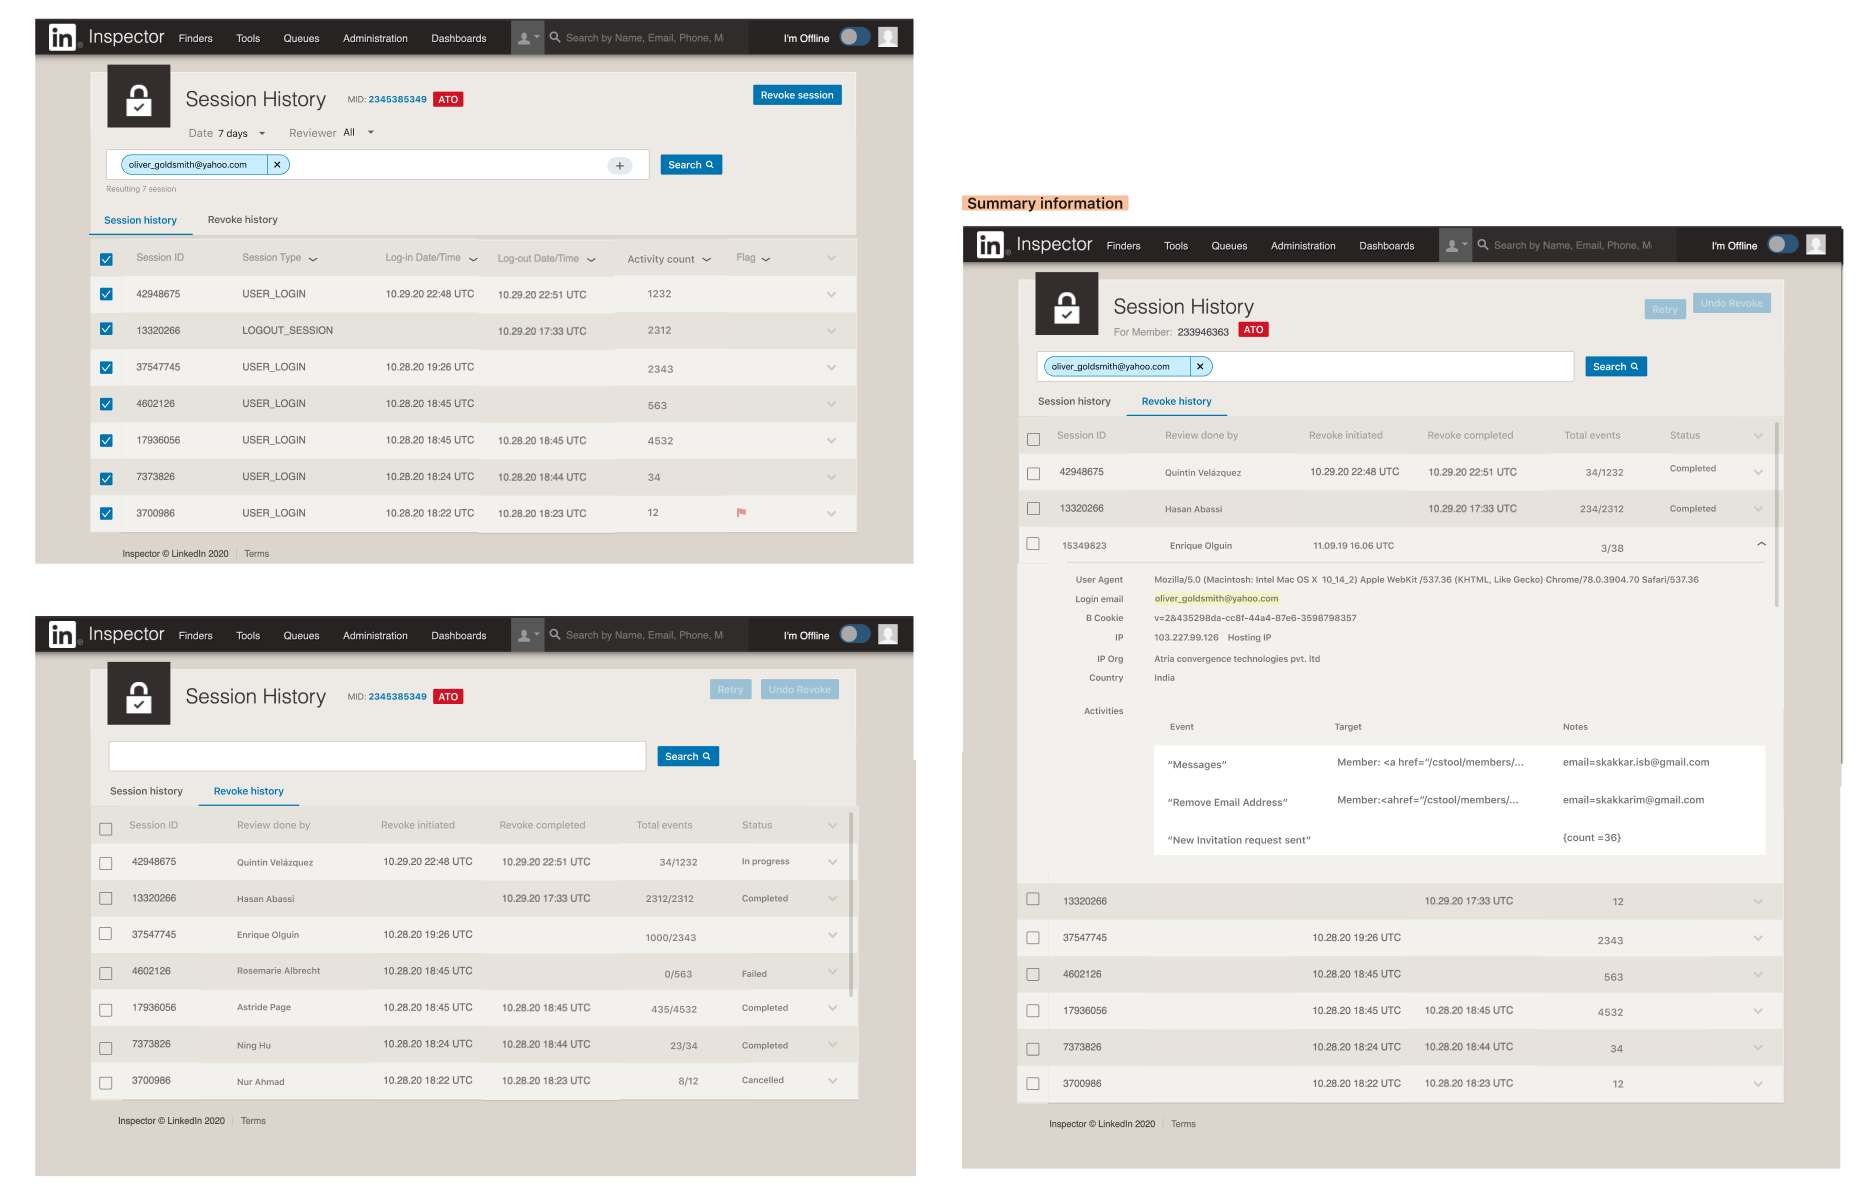 in Inspector Finders Tools Queues Administration Dashboards Search by Name, Email, Phone, M I'm Offline
Session History MID: 2345385349 ATO Revoke session
Date 7 days Reviewer All
oliver_goldsmith@yahoo.com × + Search
Resulting 7 session
Session history Revoke history
Session ID Session Type Log-in Date/Time Log-out Date/Time Activity count Flag
42948675 USER_LOGIN 10.29.20 22:48 UTC 10.29.20 22:51 UTC 1232
13320266 LOGOUT_SESSION 10.29.20 17:33 UTC 2312
37547745 USER_LOGIN 10.28.20 19:26 UTC 2343
4602126 USER_LOGIN 10.28.20 18:45 UTC 563
17936056 USER_LOGIN 10.28.20 18:45 UTC 10.28.20 18:45 UTC 4532
7373826 USER_LOGIN 10.28.20 18:24 UTC 10.28.20 18:44 UTC 34
3700986 USER_LOGIN 10.28.20 18:22 UTC 10.28.20 18:23 UTC 12
Inspector © LinkedIn 2020 Terms
in Inspector Finders Tools Queues Administration Dashboards Search by Name, Email, Phone, M I'm Offline
Session History MID: 2345385349 ATO Retry Undo Revoke
Search
Session history Revoke history
Session ID Review done by Revoke initiated Revoke completed Total events Status
42948675 Quintin Velázquez 10.29.20 22:48 UTC 10.29.20 22:51 UTC 34/1232 In progress
13320266 Hasan Abassi 10.29.20 17:33 UTC 2312/2312 Completed
37547745 Enrique Olguin 10.28.20 19:26 UTC 1000/2343
4602126 Rosemarie Albrecht 10.28.20 18:45 UTC 0/563 Failed
17936056 Astride Page 10.28.20 18:45 UTC 10.28.20 18:45 UTC 435/4532 Completed
7373826 Ning Hu 10.28.20 18:24 UTC 10.28.20 18:44 UTC 23/34 Completed
3700986 Nur Ahmad 10.28.20 18:22 UTC 10.28.20 18:23 UTC 8/12 Cancelled
Inspector © LinkedIn 2020 Terms
Summary information
in Inspector Finders Tools Queues Administration Dashboards Search by Name, Email, Phone, M I'm Offline
Session History Retry Undo Revoke
For Member: 233946363 ATO
oliver_goldsmith@yahoo.com × Search
Session history Revoke history
Session ID Review done by Revoke initiated Revoke completed Total events Status
42948675 Quintin Velázquez 10.29.20 22:48 UTC 10.29.20 22:51 UTC 34/1232 Completed
13320266 Hasan Abassi 10.29.20 17:33 UTC 234/2312 Completed
15349823 Enrique Olguin 11.09.19 16.06 UTC 3/38
User Agent Mozilla/5.0 (Macintosh: Intel Mac OS X 10_14_2) Apple WebKit /537.36 (KHTML, Like Gecko) Chrome/78.0.3904.70 Safari/537.36
Login email oliver_goldsmith@yahoo.com
B Cookie v=2&435298da-cc8f-44a4-87e6-3598798357
IP 103.227.99.126 Hosting IP
IP Org Atria convergence technologies pvt. ltd
Country India
Activities
Event Target Notes
“Messages” Member: <a href=”/cstool/members/... email=skakkar.isb@gmail.com
“Remove Email Address” Member:<ahref=”/cstool/members/... email=skakkarim@gmail.com
“New Invitation request sent” {count =36}
13320266 10.29.20 17:33 UTC 12
37547745 10.28.20 19:26 UTC 2343
4602126 10.28.20 18:45 UTC 563
17936056 10.28.20 18:45 UTC 10.28.20 18:45 UTC 4532
7373826 10.28.20 18:24 UTC 10.28.20 18:44 UTC 34
3700986 10.28.20 18:22 UTC 10.28.20 18:23 UTC 12
Inspector © LinkedIn 2020 Terms